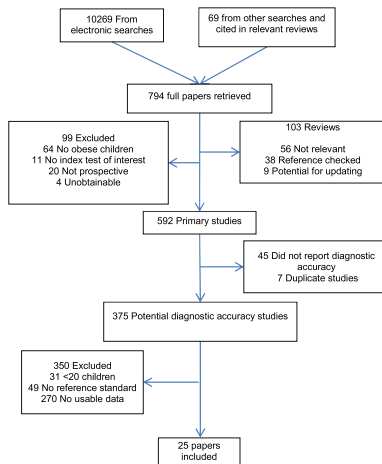 10269 From
electronic searches
69 from other searches and
cited in relevant reviews
794 full papers retrieved
99 Excluded
64 No obese children
11 No index test of interest
20 Not prospective
4 Unobtainable
103 Reviews
56 Not relevant
38 Reference checked
9 Potential for updating
592 Primary studies
45 Did not report diagnostic
accuracy
7 Duplicate studies
375 Potential diagnostic accuracy studies
350 Excluded
31 <20 children
49 No reference standard
270 No usable data
25 papers
included